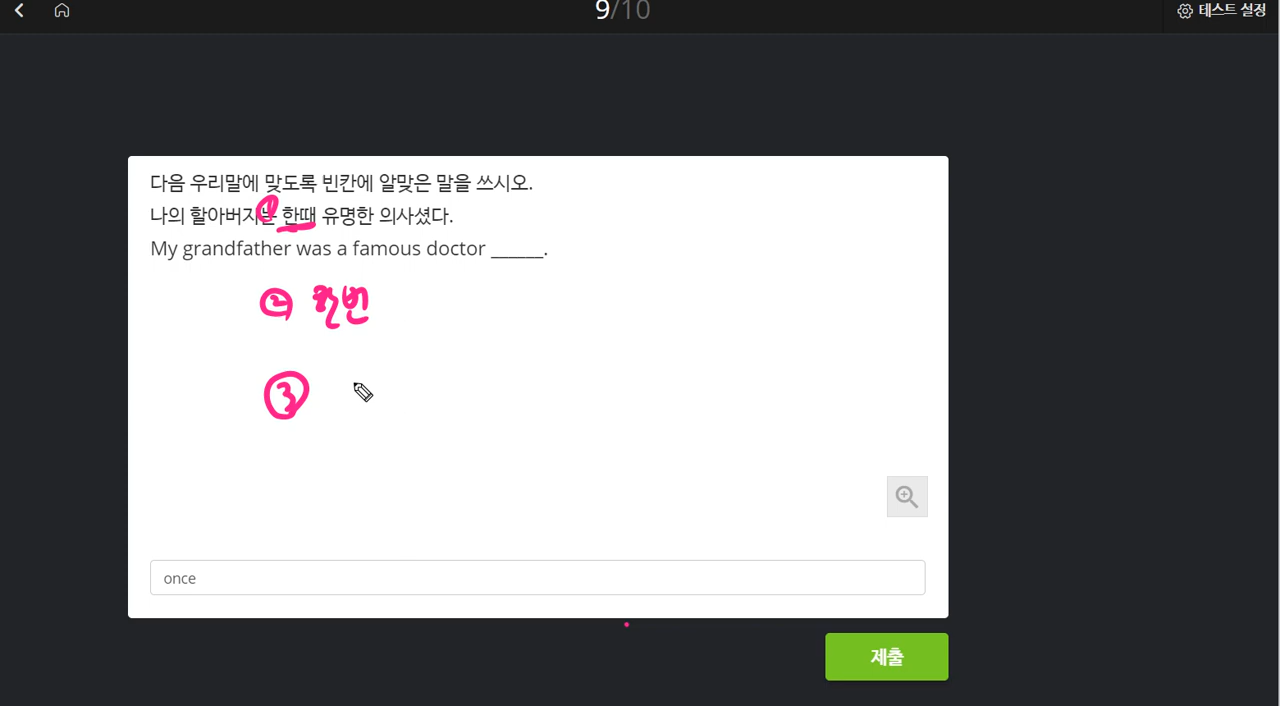 9/10
테스트 설정
다음 우리말에 맞도록 빈칸에 알맞은 말을 쓰시오.
①
나의 할아버지는 한때 유명한 의사셨다.
My grandfather was a famous doctor ______.
② 한번
③
once
제출